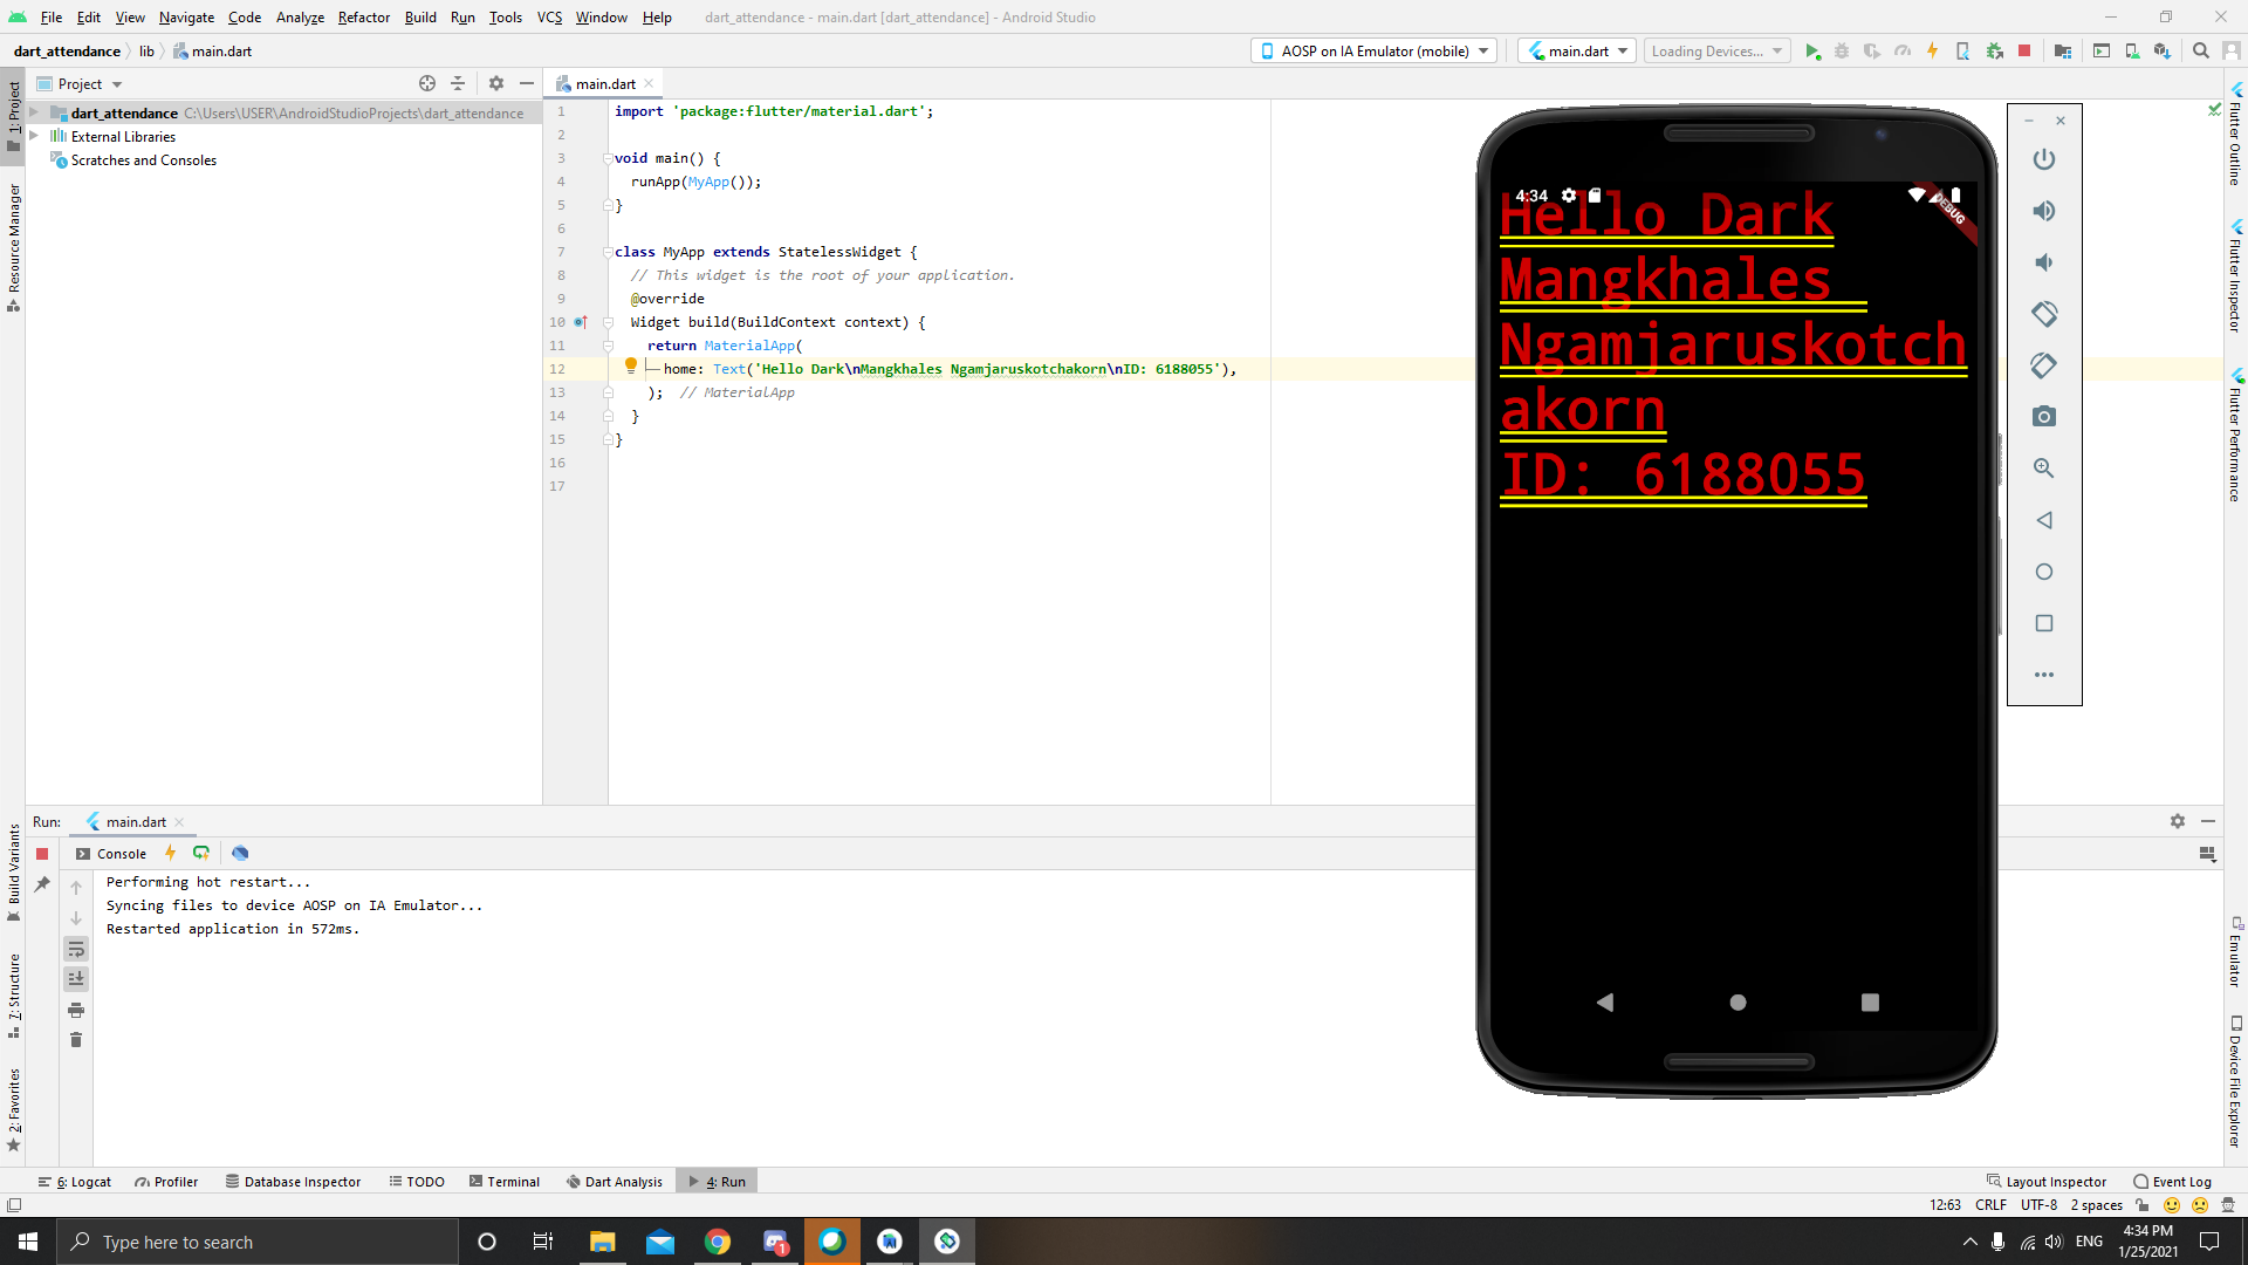 File Edit View Navigate Code Analyze Refactor Build Run Tools VCS Window Help dart_attendance - main.dart [dart_attendance] - Android Studio
dart_attendance lib main.dart
AOSP on IA Emulator (mobile) main.dart Loading Devices...
Project
main.dart
dart_attendance C:\Users\USER\AndroidStudioProjects\dart_attendance
External Libraries
Scratches and Consoles
1 import 'package:flutter/material.dart';
2
3 void main() {
4 runApp(MyApp());
5 }
6
7 class MyApp extends StatelessWidget {
8 // This widget is the root of your application.
9 @override
10 Widget build(BuildContext context) {
11 return MaterialApp(
12 home: Text('Hello Dark\nMangkhales Ngamjaruskotchakorn\nID: 6188055'),
13 ); // MaterialApp
14 }
15 }
16
17
4:34
DEBUG
Hello Dark
Mangkhales
Ngamjaruskotch
akorn
ID: 6188055
1: Project
Resource Manager
Build Variants
7: Structure
2: Favorites
Flutter Outline
Flutter Inspector
Flutter Performance
Emulator
Device File Explorer
Run: main.dart
Console
Performing hot restart...
Syncing files to device AOSP on IA Emulator...
Restarted application in 572ms.
6: Logcat Profiler Database Inspector TODO Terminal Dart Analysis 4: Run Layout Inspector Event Log
12:63 CRLF UTF-8 2 spaces
Type here to search
1
ENG
4:34 PM
1/25/2021